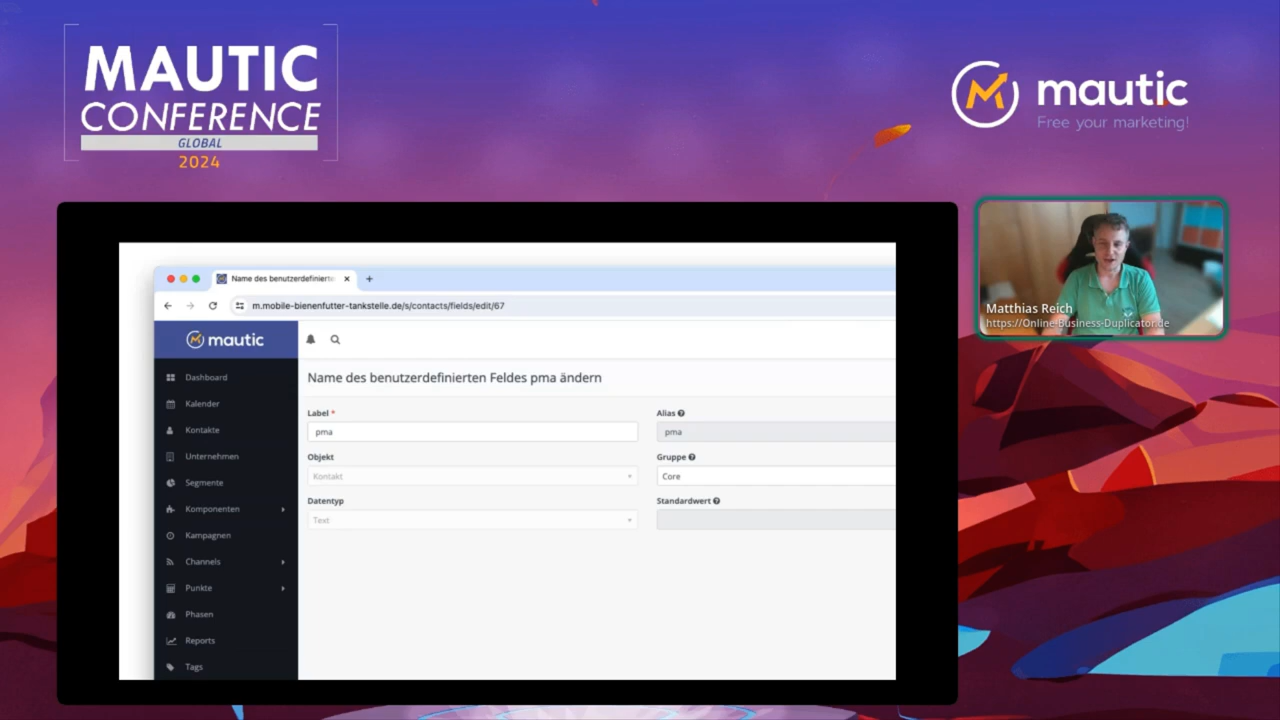 MAUTIC
CONFERENCE
GLOBAL
2024
mautic
Free your marketing!
Matthias Reich
https://Online-Business-Duplicator.de
Name des benutzerdefinierte
m.mobile-bienenfutter-tankstelle.de/s/contacts/fields/edit/67
mautic
Dashboard
Kalender
Kontakte
Unternehmen
Segmente
Komponenten
Kampagnen
Channels
Punkte
Phasen
Reports
Tags
Name des benutzerdefinierten Feldes pma ändern
Label *
Alias
pma
pma
Objekt
Gruppe
Kontakt
Core
Datentyp
Standardwert
Text